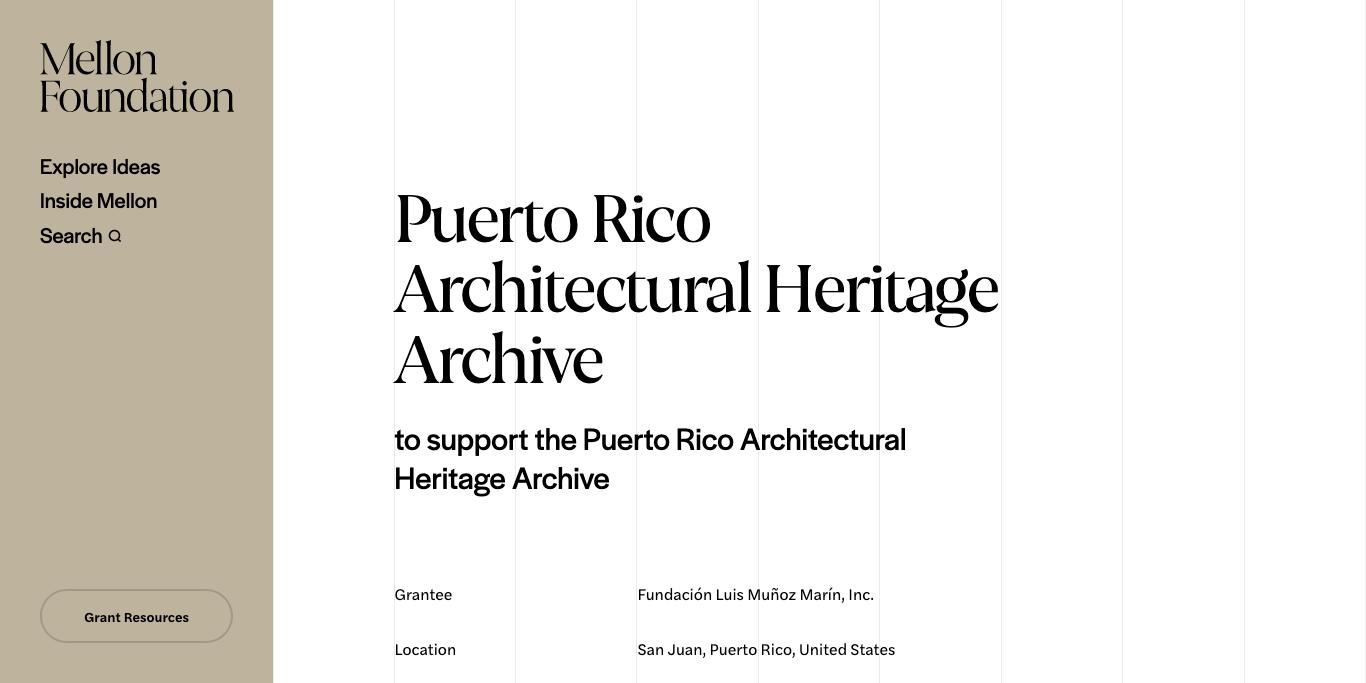 Mellon
Foundation
Explore Ideas
Inside Mellon
Search
Grant Resources
Puerto Rico
Architectural Heritage
Archive
to support the Puerto Rico Architectural
Heritage Archive
Grantee
Fundación Luis Muñoz Marín, Inc.
Location
San Juan, Puerto Rico, United States